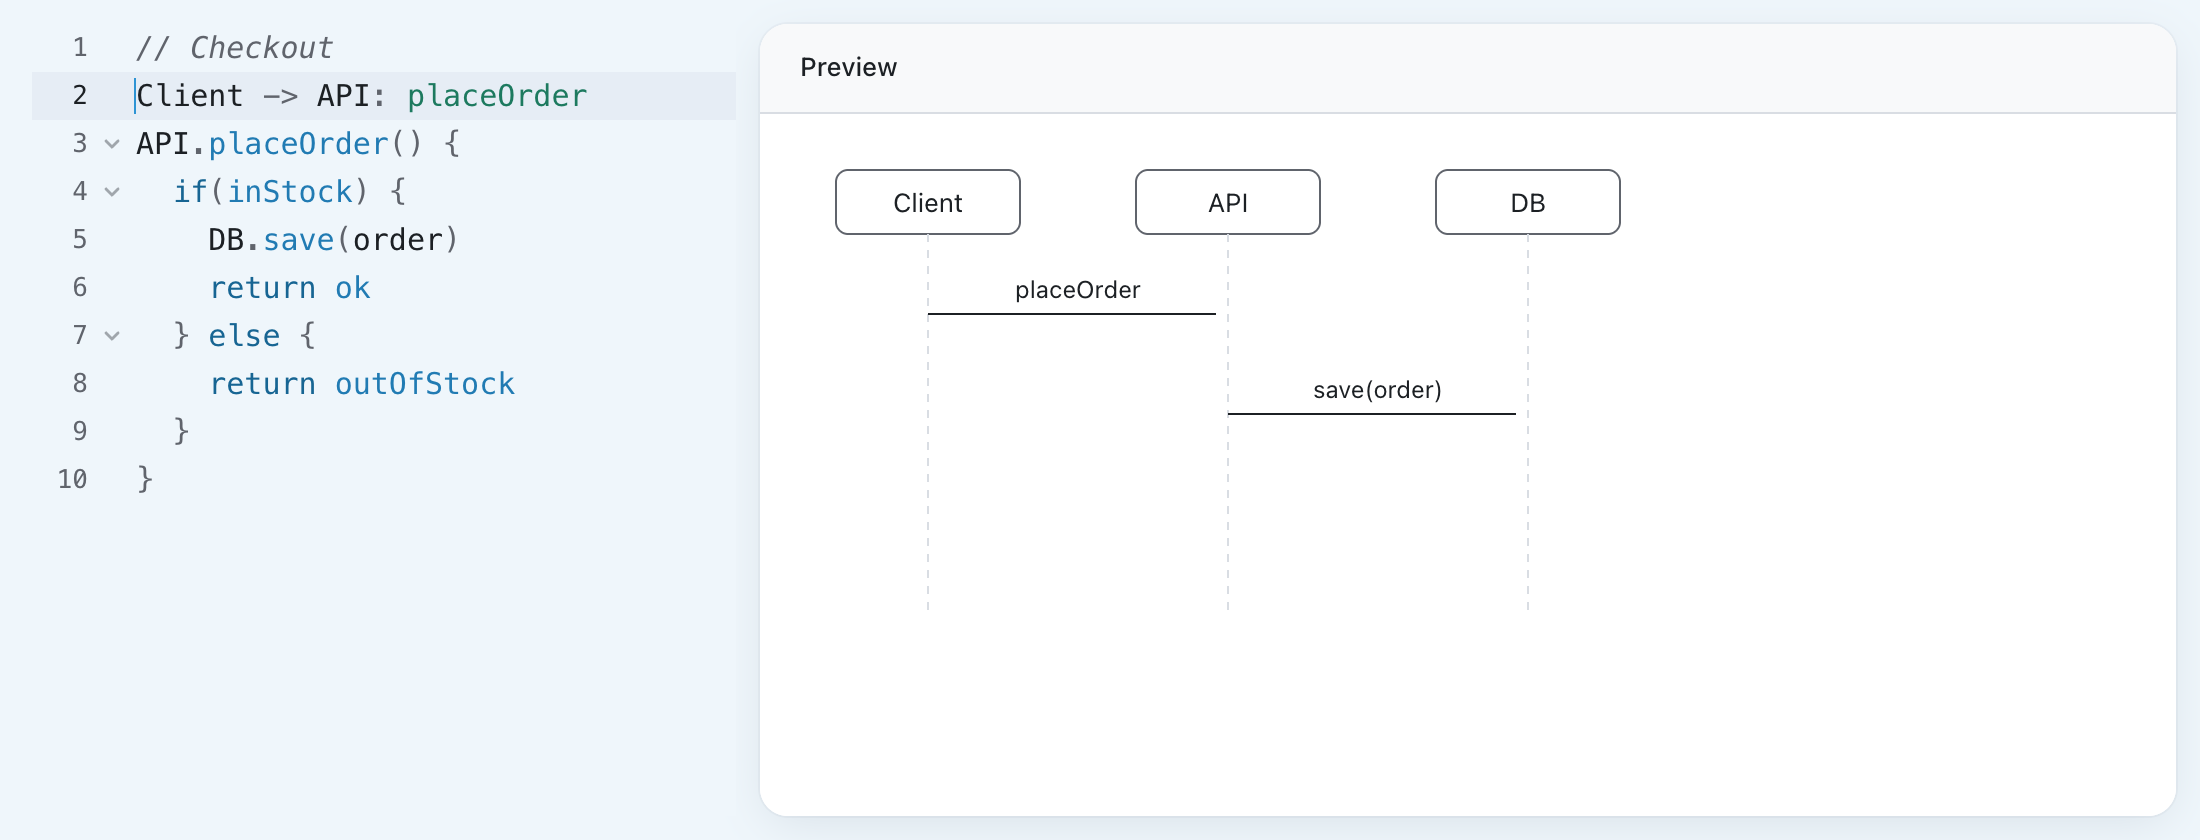 1 // Checkout
2 Client -> API: placeOrder
3 API.placeOrder() {
4 if(inStock) {
5 DB.save(order)
6 return ok
7 } else {
8 return outOfStock
9 }
10 }
Preview
Client API DB
placeOrder
save(order)